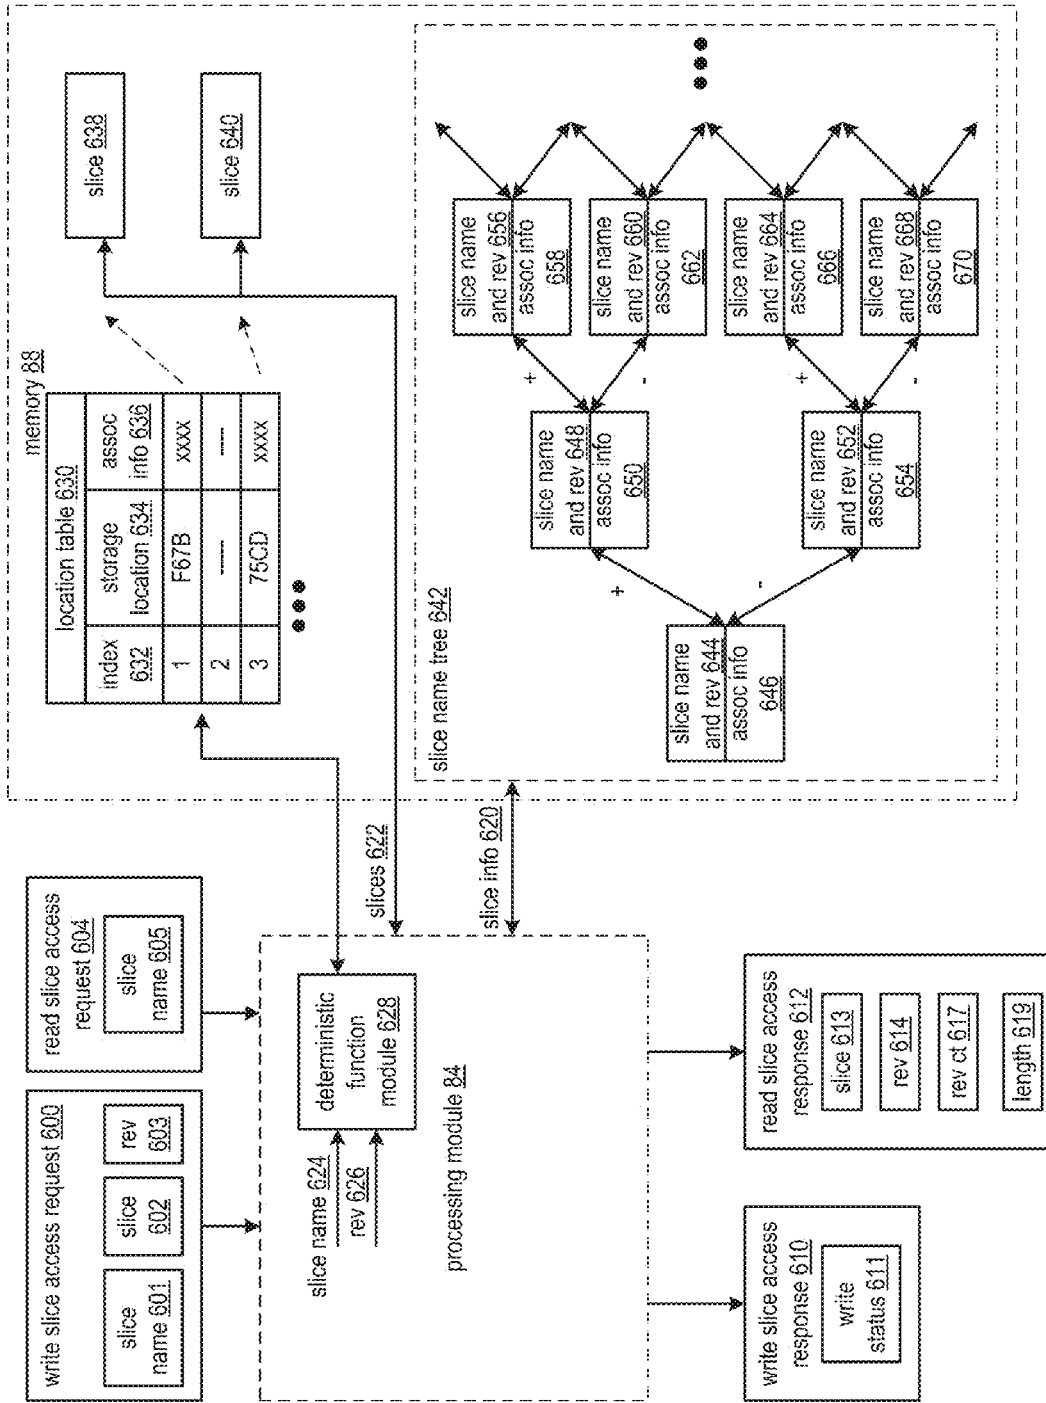 write slice access request 600
slice
name 601
slice
602
rev
603
read slice access
request 604
slice
name 605
slice name 624
rev 626
deterministic
function
module 628
processing module 84
write slice access
response 610
write
status 611
read slice access
response 612
slice 613
rev 614
rev ct 617
length 619
slices 622
slice info 620
memory 88
location table 630
index
632
storage
location 634
assoc
info 636
1
F67B
xxxx
2
-----
----
3
75CD
xxxx
slice 638
slice 640
slice name tree 642
slice name
and rev 644
assoc info
646
+
-
slice name
and rev 648
assoc info
650
slice name
and rev 652
assoc info
654
+
-
+
-
slice name
and rev 656
assoc info
658
slice name
and rev 660
assoc info
662
slice name
and rev 664
assoc info
666
slice name
and rev 668
assoc info
670